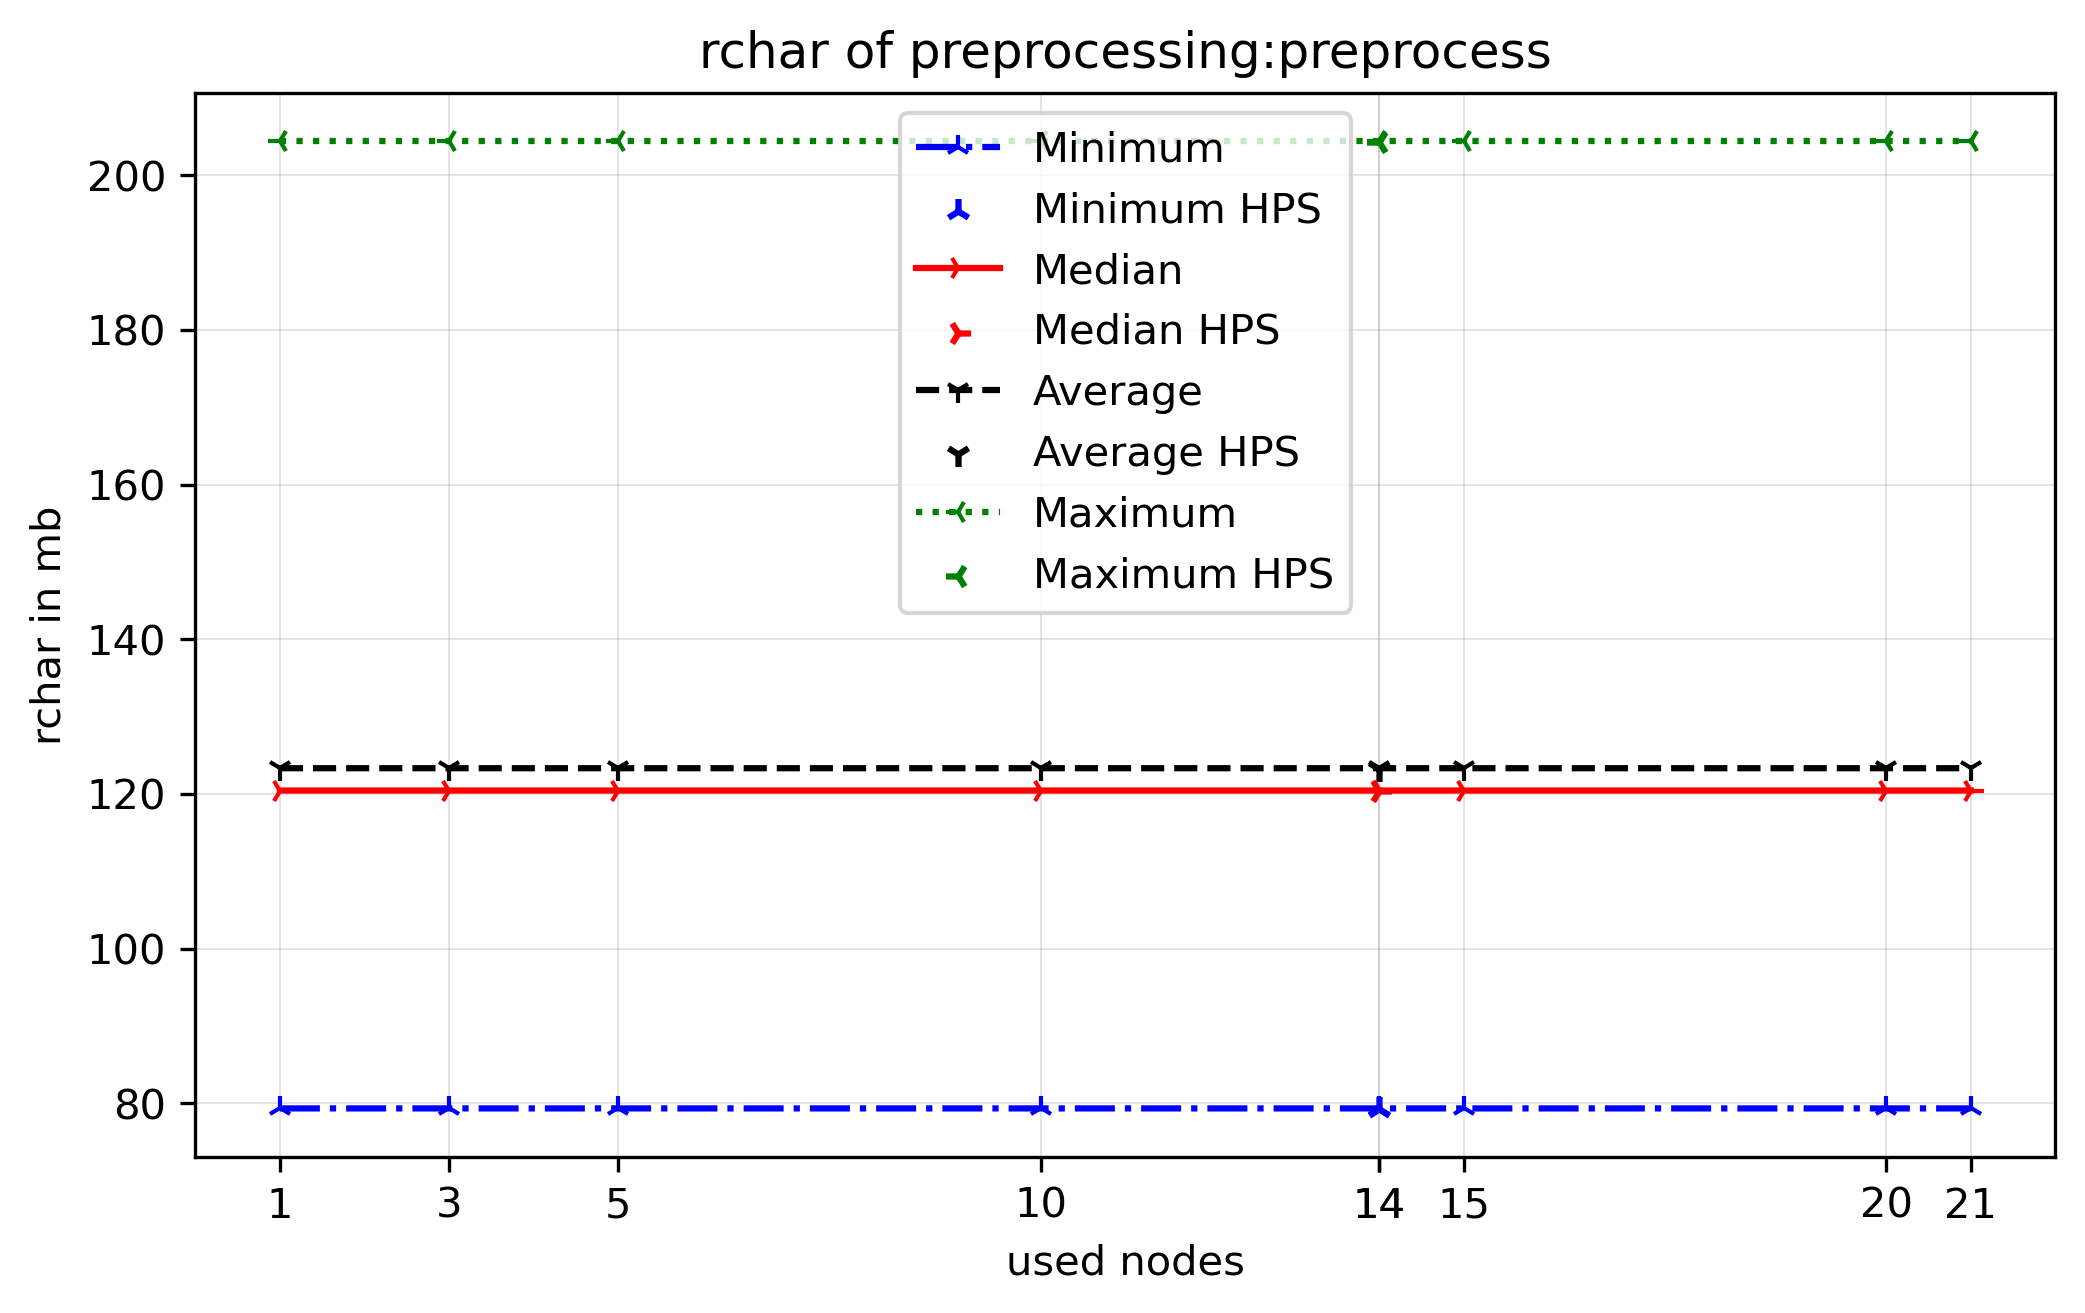 rchar of preprocessing:preprocess
rchar in mb
200
180
160
140
120
100
80
Minimum
Minimum HPS
Median
Median HPS
Average
Average HPS
Maximum
Maximum HPS
1 3 5 10 14 15 20 21
used nodes